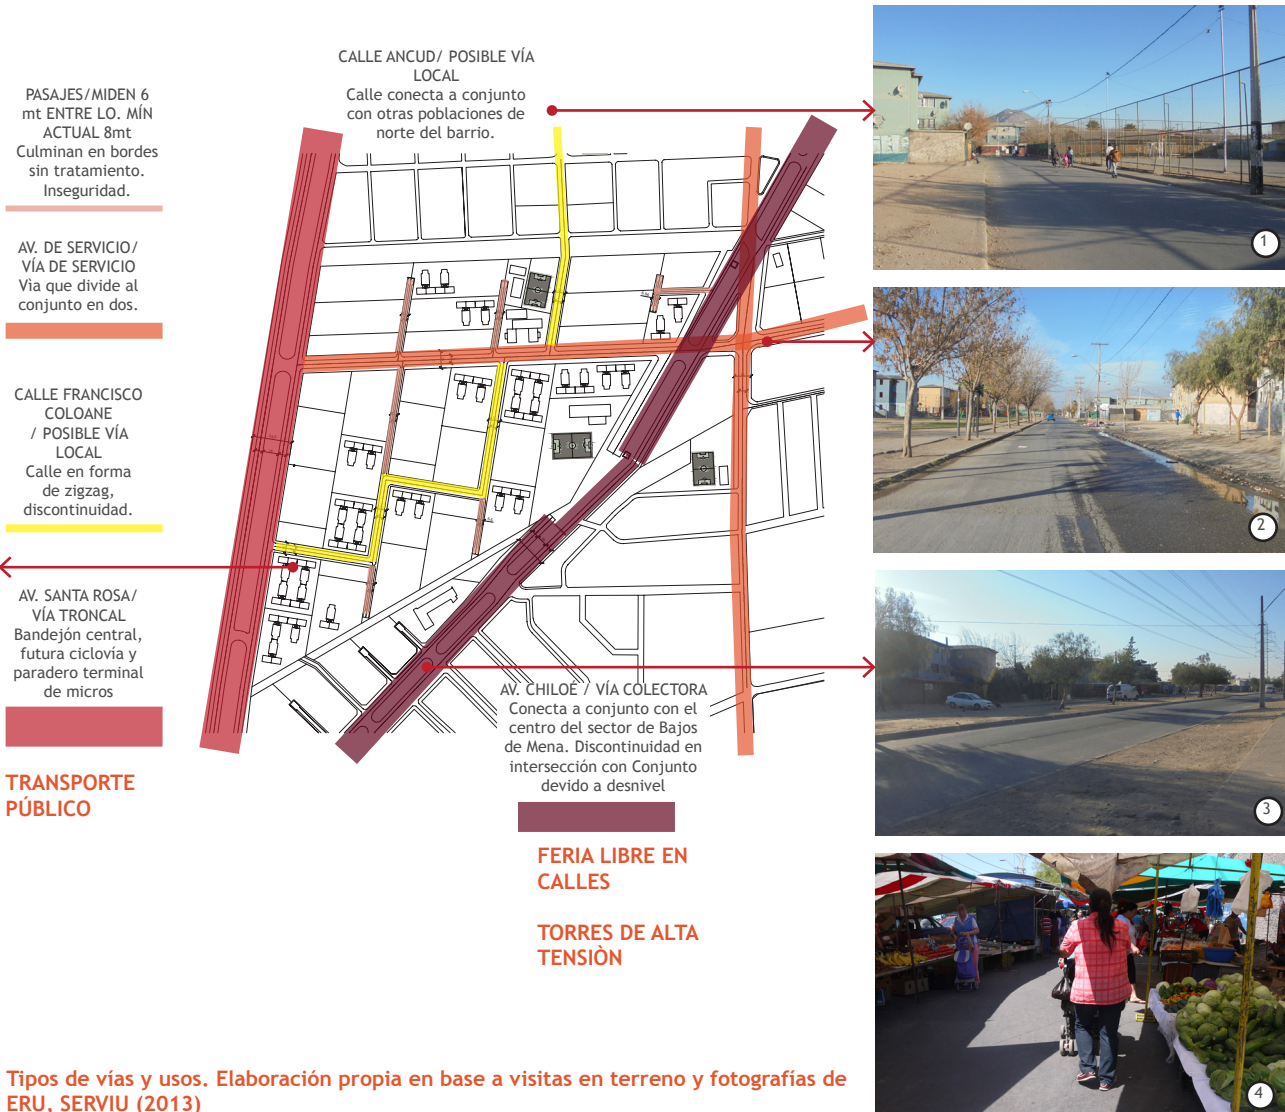 PASAJES/MIDEN 6
mt ENTRE LO. MÍN
ACTUAL 8mt
Culminan en bordes
sin tratamiento.
Inseguridad.
AV. DE SERVICIO/
VÍA DE SERVICIO
Vìa que divide al
conjunto en dos.
CALLE FRANCISCO
COLOANE
/ POSIBLE VÍA
LOCAL
Calle en forma
de zigzag,
discontinuidad.
AV. SANTA ROSA/
VÍA TRONCAL
Bandejón central,
futura ciclovía y
paradero terminal
de micros
TRANSPORTE
PÚBLICO
CALLE ANCUD/ POSIBLE VÍA
LOCAL
Calle conecta a conjunto
con otras poblaciones de
norte del barrio.
AV. CHILOÉ / VÍA COLECTORA
Conecta a conjunto con el
centro del sector de Bajos
de Mena. Discontinuidad en
intersección con Conjunto
devido a desnivel
FERIA LIBRE EN
CALLES
TORRES DE ALTA
TENSIÒN
1
2
3
4
Tipos de vías y usos. Elaboración propia en base a visitas en terreno y fotografías de
ERU, SERVIU (2013)